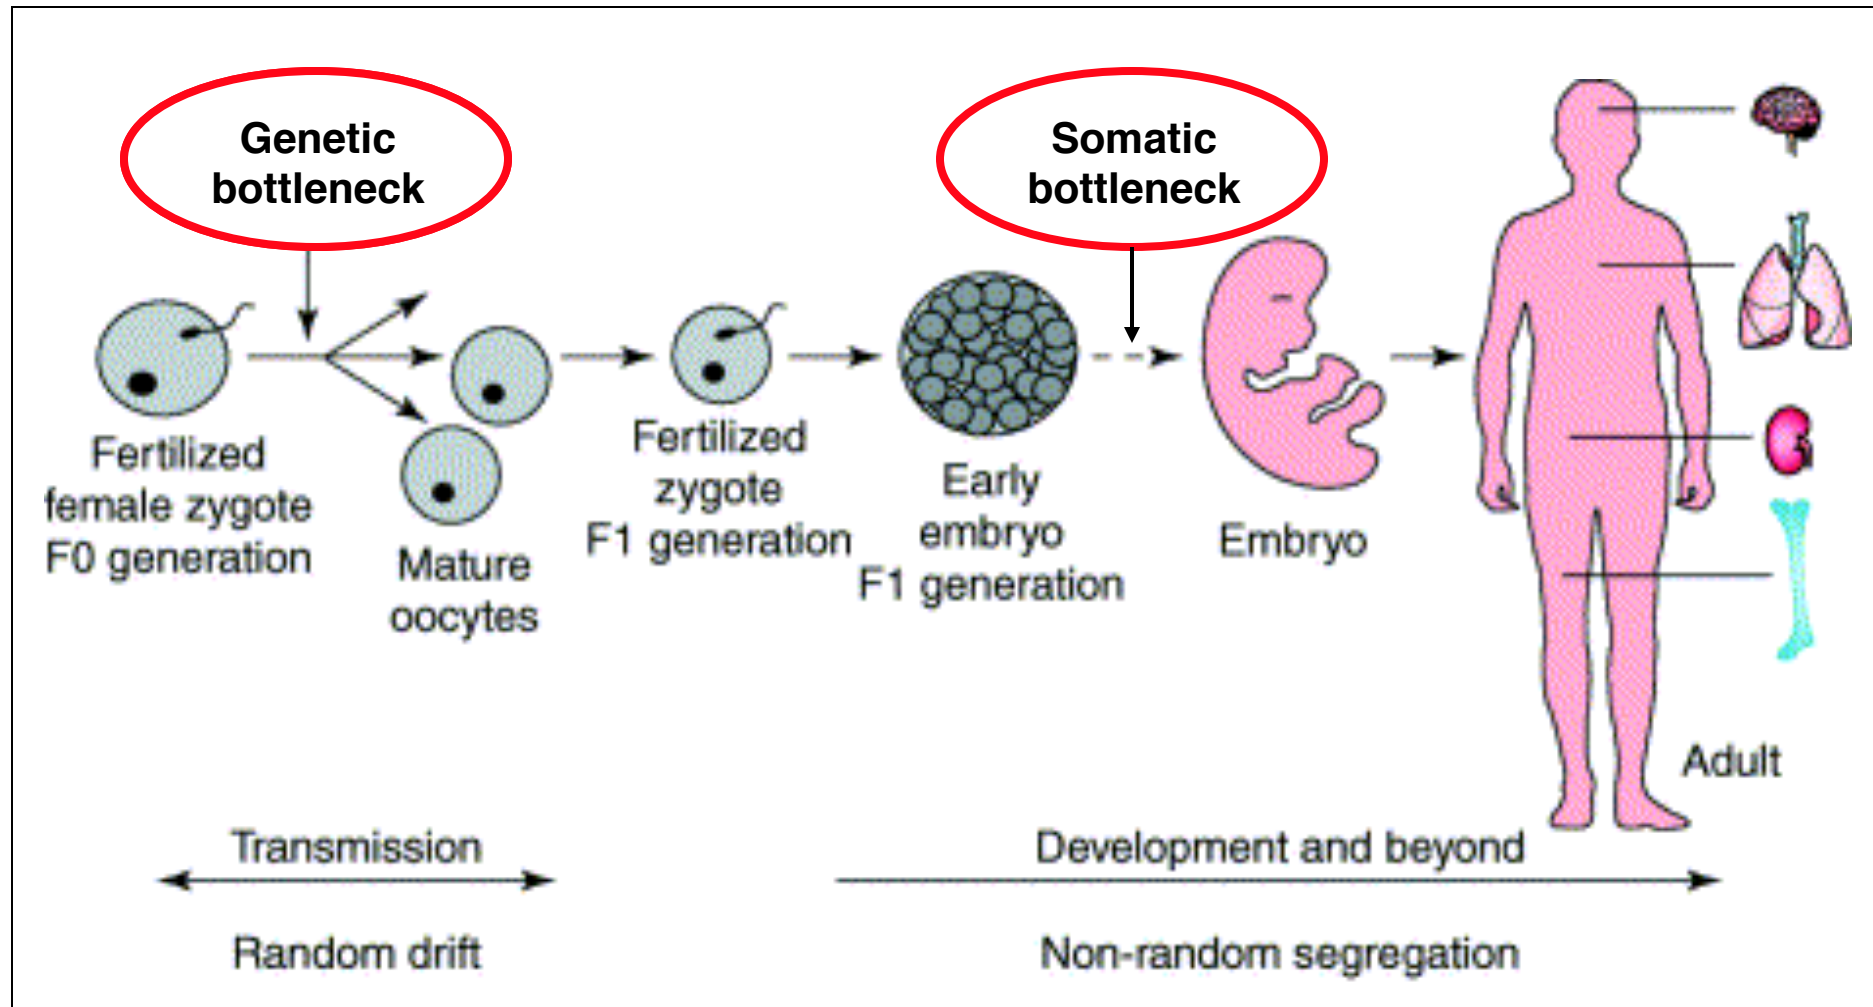 Genetic
bottleneck
Somatic
bottleneck
Fertilized
female zygote
F0 generation
Mature
oocytes
Fertilized
zygote
F1 generation
Early
embryo
F1 generation
Embryo
Adult
Transmission
Development and beyond
Random drift
Non-random segregation